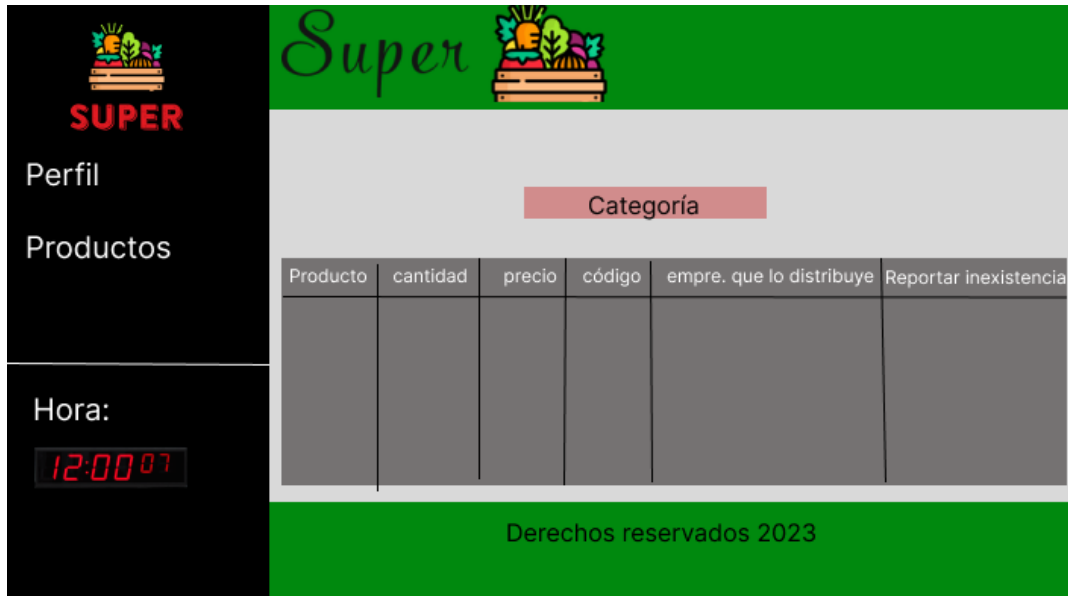 SUPER
Perfil
Productos
Hora:
12:00 07
Super
Categoría
Producto cantidad precio código empre. que lo distribuye Reportar inexistencia
Derechos reservados 2023